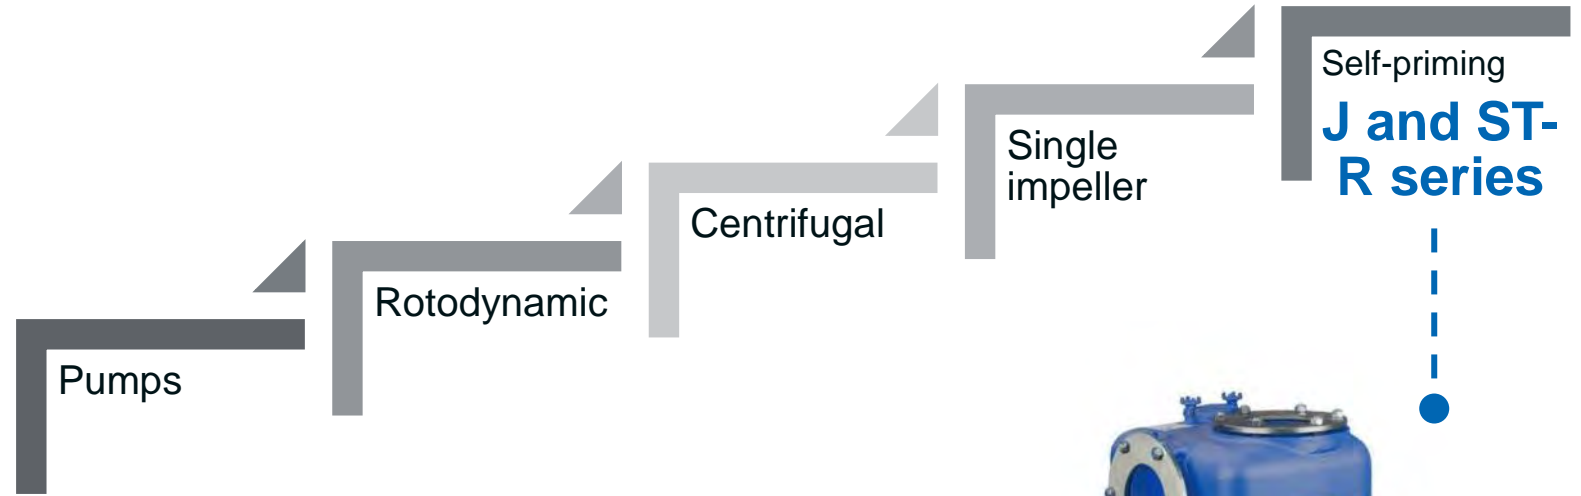 Self-priming
J and ST-
R series
Single
impeller
Centrifugal
Rotodynamic
Pumps